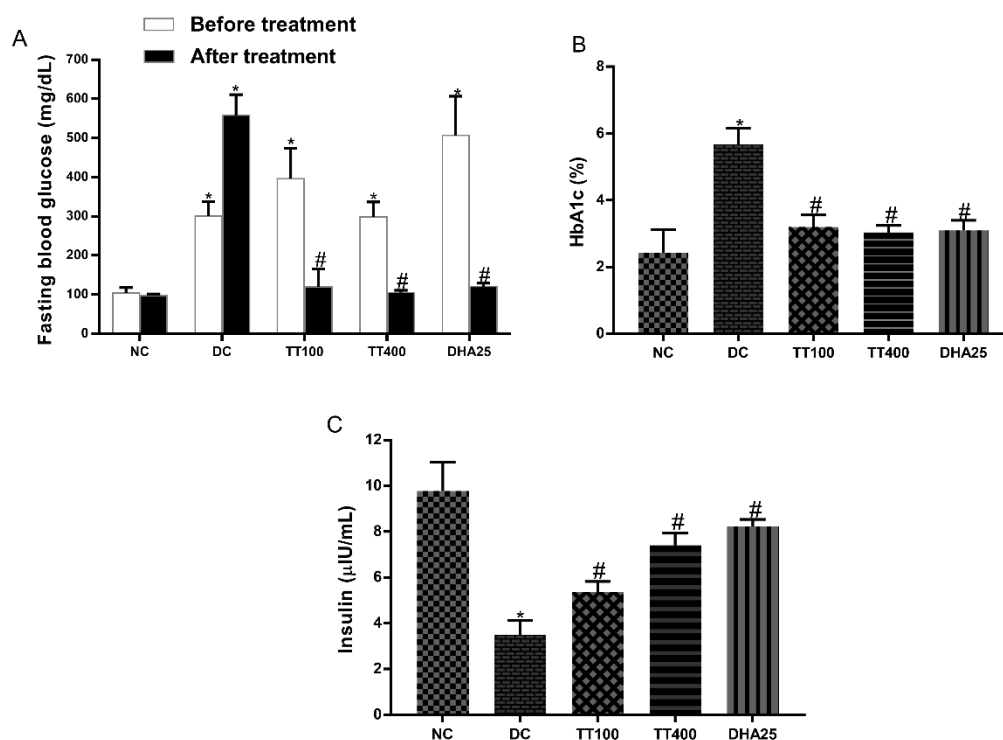 A
Before treatment
After treatment
Fasting blood glucose (mg/dL)
700
600
500
400
300
200
100
0
* * * * *
# # #
NC DC TT100 TT400 DHA25
B
HbA1c (%)
8
6
4
2
0
* # # #
NC DC TT100 TT400 DHA25
C
Insulin (μIU/mL)
12
10
8
6
4
2
0
* # # #
NC DC TT100 TT400 DHA25